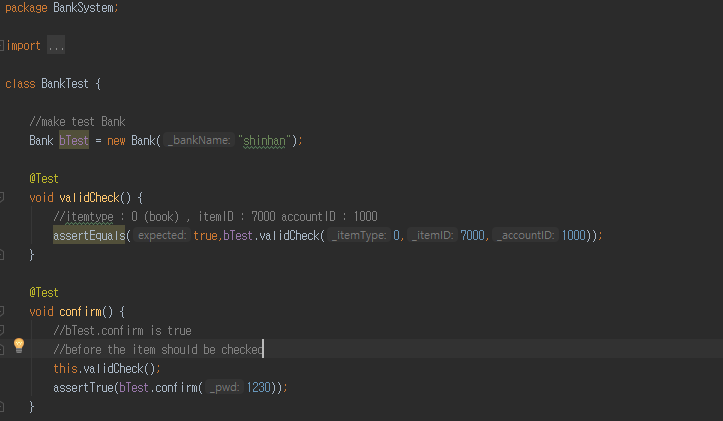 package BankSystem;
import ...
class BankTest {
//make test Bank
Bank bTest = new Bank( _bankName: "shinhan");
@Test
void validCheck() {
//itemtype : 0 (book) , itemID : 7000 accountID : 1000
assertEquals( expected: true,bTest.validCheck( _itemType: 0, _itemID: 7000, _accountID: 1000));
}
@Test
void confirm() {
//bTest.confirm is true
//before the item should be checked
this.validCheck();
assertTrue(bTest.confirm( _pwd: 1230));
}